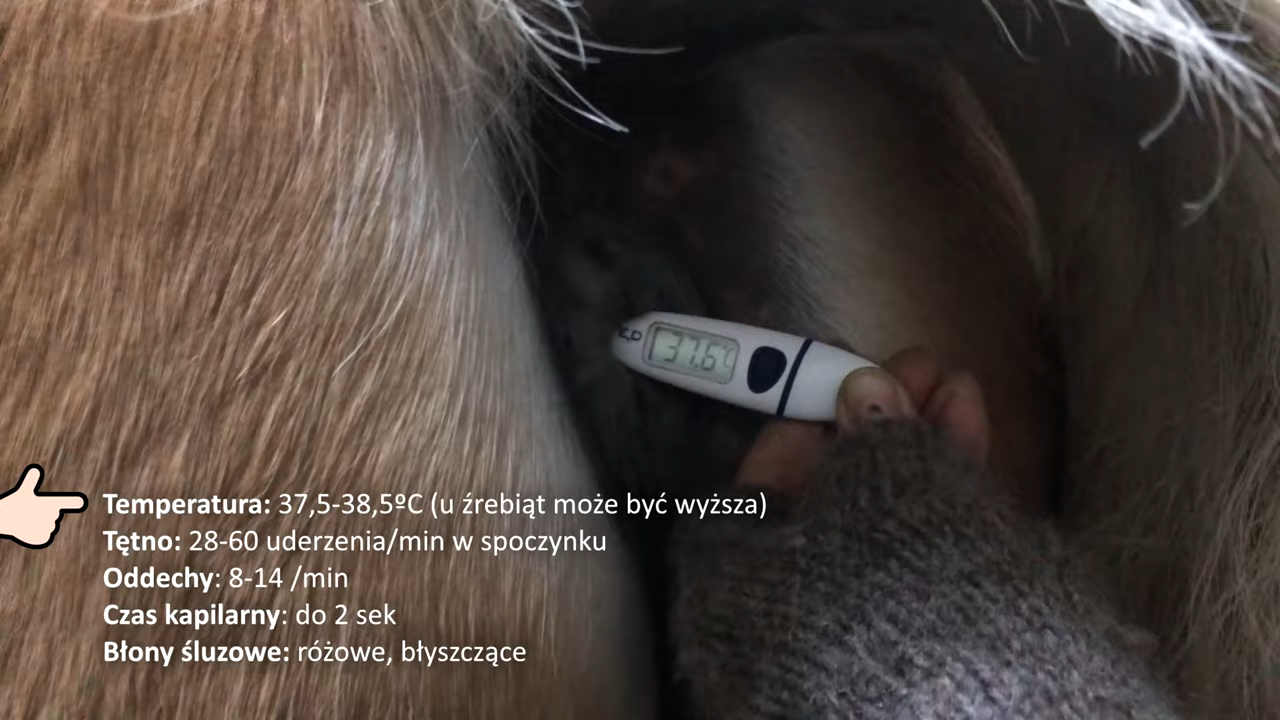 37.6°C
Temperatura: 37,5-38,5ºC (u źrebiąt może być wyższa)
Tętno: 28-60 uderzenia/min w spoczynku
Oddechy: 8-14 /min
Czas kapilarny: do 2 sek
Błony śluzowe: różowe, błyszczące